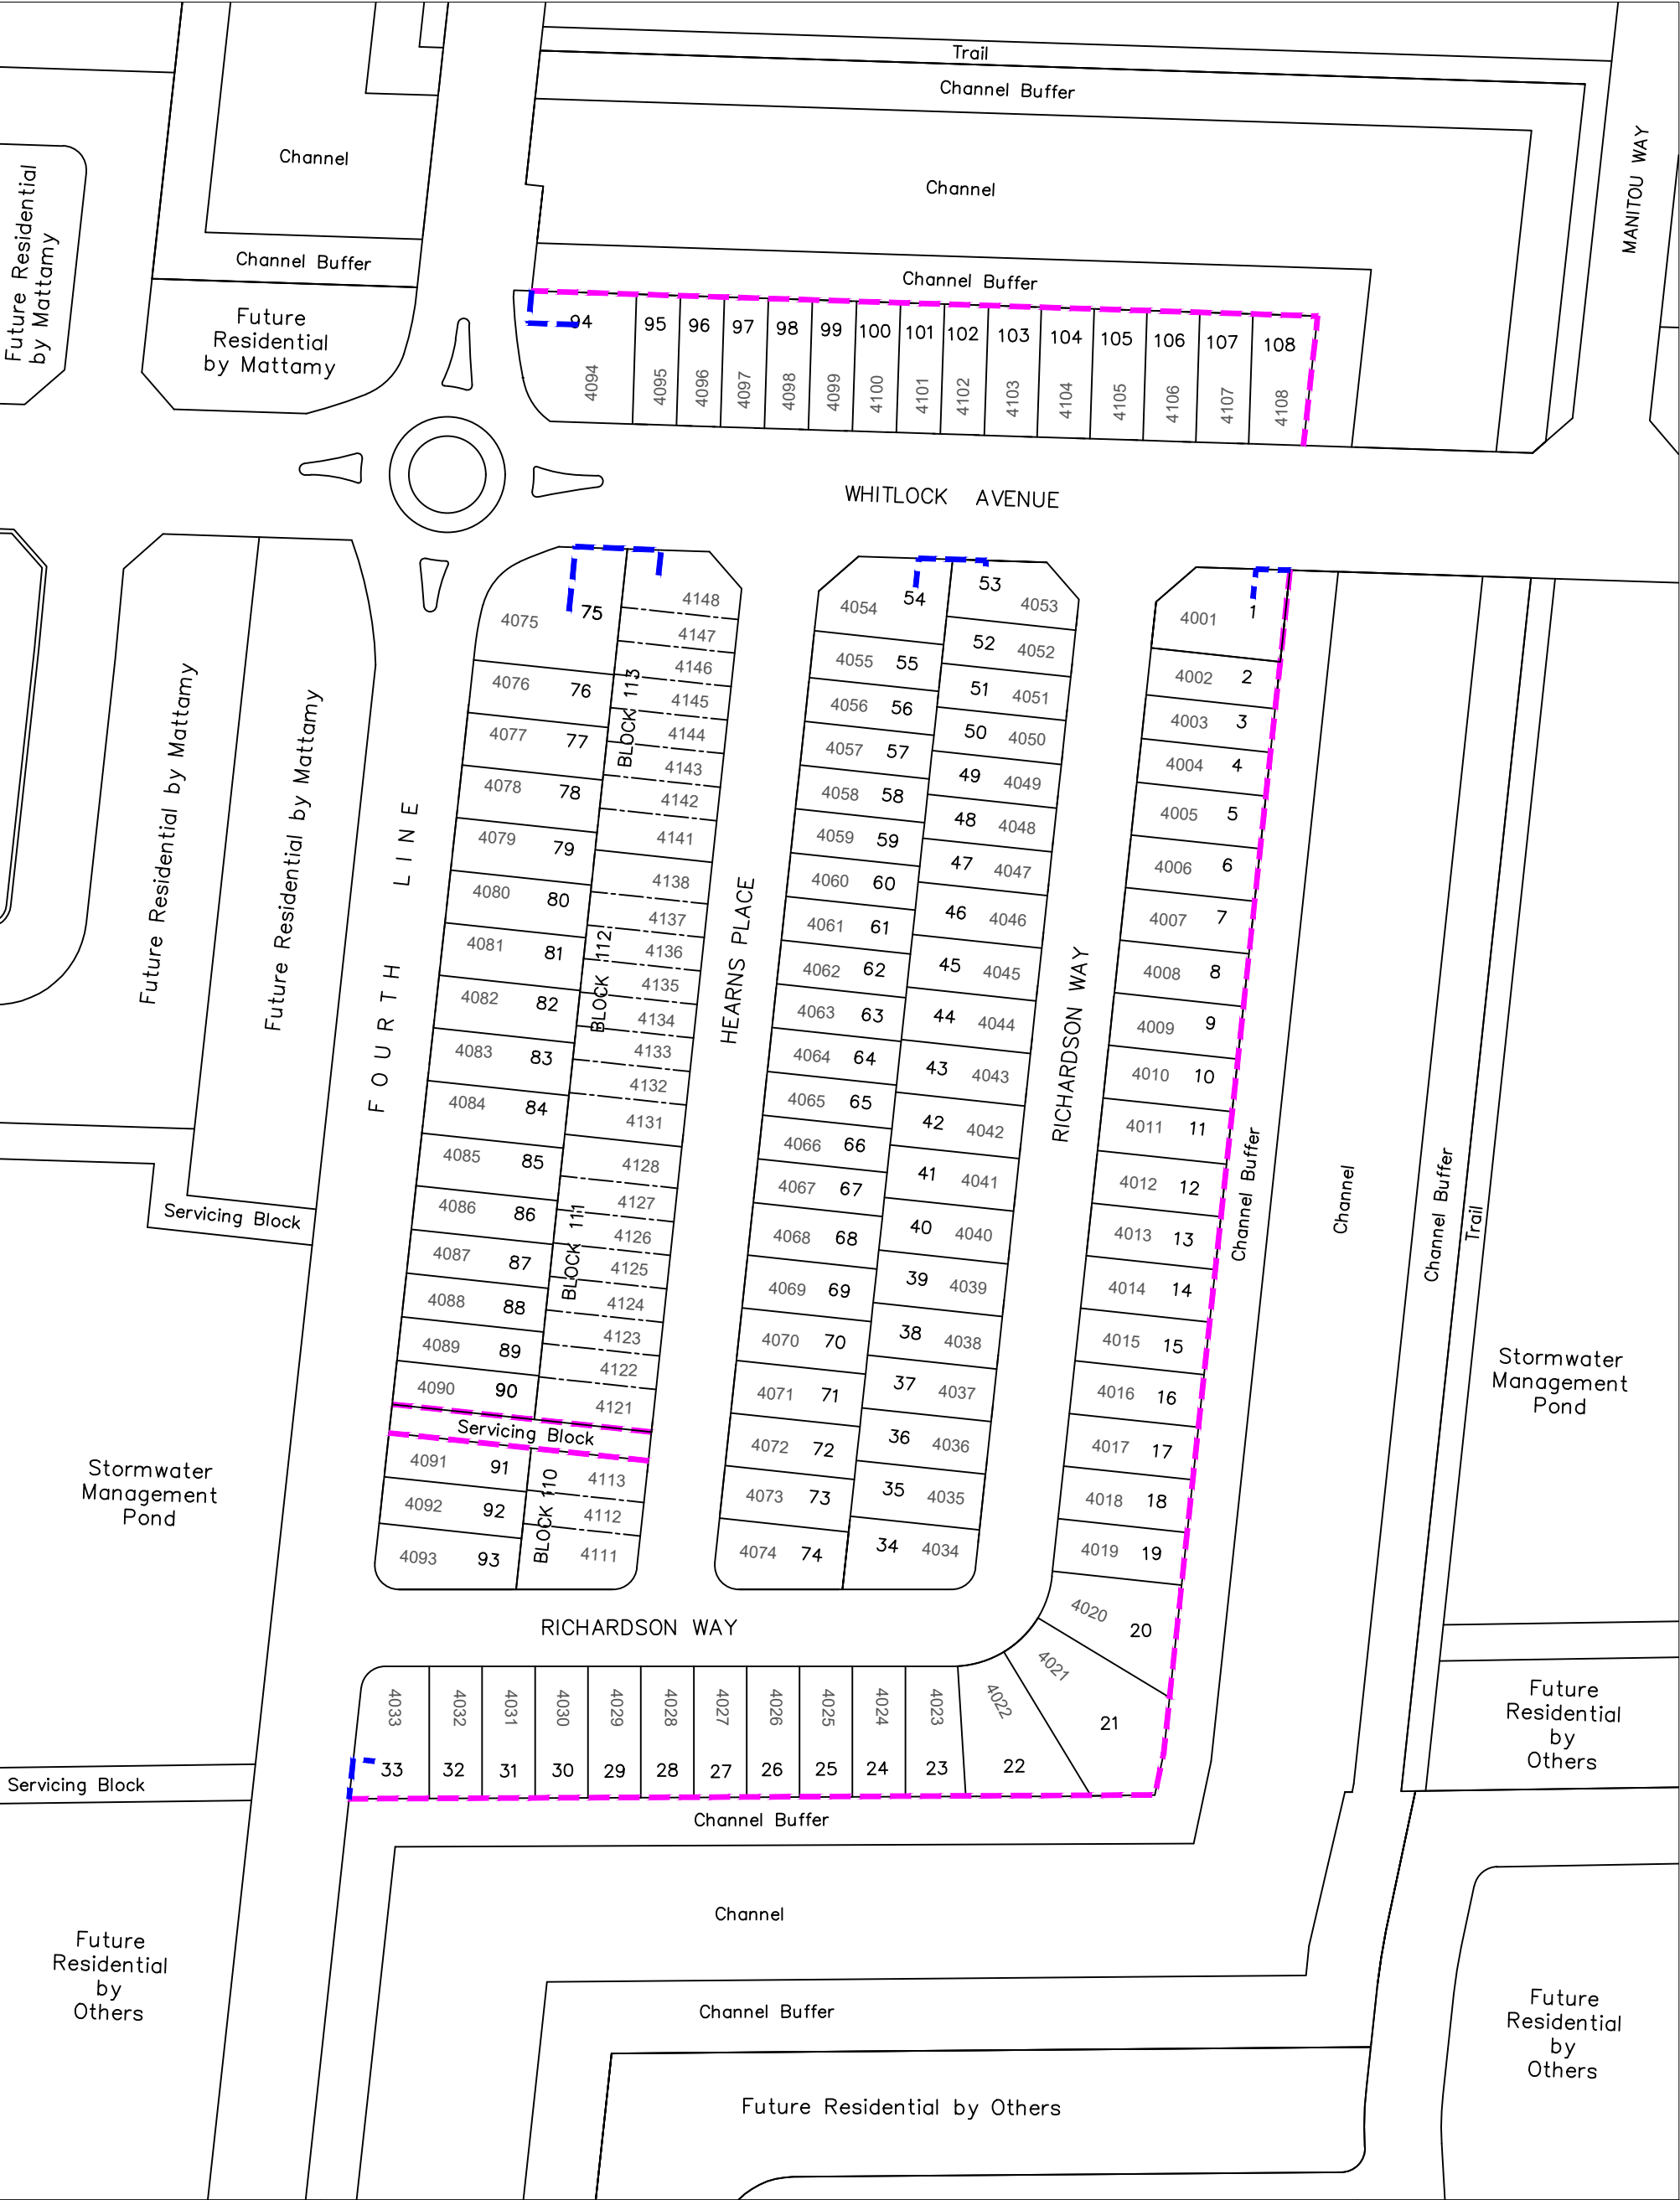 Trail
Channel Buffer
Channel
Channel
Channel Buffer
Channel Buffer
MANITOU WAY
Future Residential
by Mattamy
Future
Residential
by Mattamy
94 95 96 97 98 99 100 101 102 103 104 105 106 107 108
4094 4095 4096 4097 4098 4099 4100 4101 4102 4103 4104 4105 4106 4107 4108
WHITLOCK AVENUE
Future Residential by Mattamy
Future Residential by Mattamy
FOURTH LINE
4075 75
4076 76
4077 77
4078 78
4079 79
4080 80
4081 81
4082 82
4083 83
4084 84
4085 85
4086 86
4087 87
4088 88
4089 89
4090 90
Servicing Block
4091 91
4092 92
4093 93
BLOCK 113
4148
4147
4146
4145
4144
4143
4142
4141
BLOCK 112
4138
4137
4136
4135
4134
4133
4132
4131
BLOCK 111
4128
4127
4126
4125
4124
4123
4122
4121
BLOCK 110
4113
4112
4111
HEARNS PLACE
4054 54
4055 55
4056 56
4057 57
4058 58
4059 59
4060 60
4061 61
4062 62
4063 63
4064 64
4065 65
4066 66
4067 67
4068 68
4069 69
4070 70
4071 71
4072 72
4073 73
4074 74
53 4053
52 4052
51 4051
50 4050
49 4049
48 4048
47 4047
46 4046
45 4045
44 4044
43 4043
42 4042
41 4041
40 4040
39 4039
38 4038
37 4037
36 4036
35 4035
34 4034
RICHARDSON WAY
4001 1
4002 2
4003 3
4004 4
4005 5
4006 6
4007 7
4008 8
4009 9
4010 10
4011 11
4012 12
4013 13
4014 14
4015 15
4016 16
4017 17
4018 18
4019 19
4020 20
4021 21
4022 22
Channel Buffer
Channel
Channel Buffer
Trail
Servicing Block
Stormwater
Management
Pond
Stormwater
Management
Pond
RICHARDSON WAY
4033 4032 4031 4030 4029 4028 4027 4026 4025 4024 4023
33 32 31 30 29 28 27 26 25 24 23
Servicing Block
Channel Buffer
Future
Residential
by
Others
Channel
Future
Residential
by
Others
Channel Buffer
Future
Residential
by
Others
Future Residential by Others